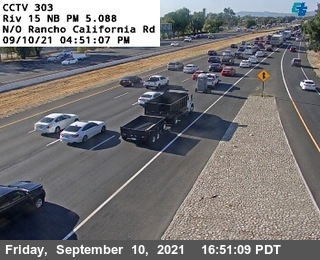 CCTV 303
Riv 15 NB PM 5.088
N/O Rancho California Rd
09/10/21 04:51:07 PM
Friday, September 10, 2021 16:51:09 PDT